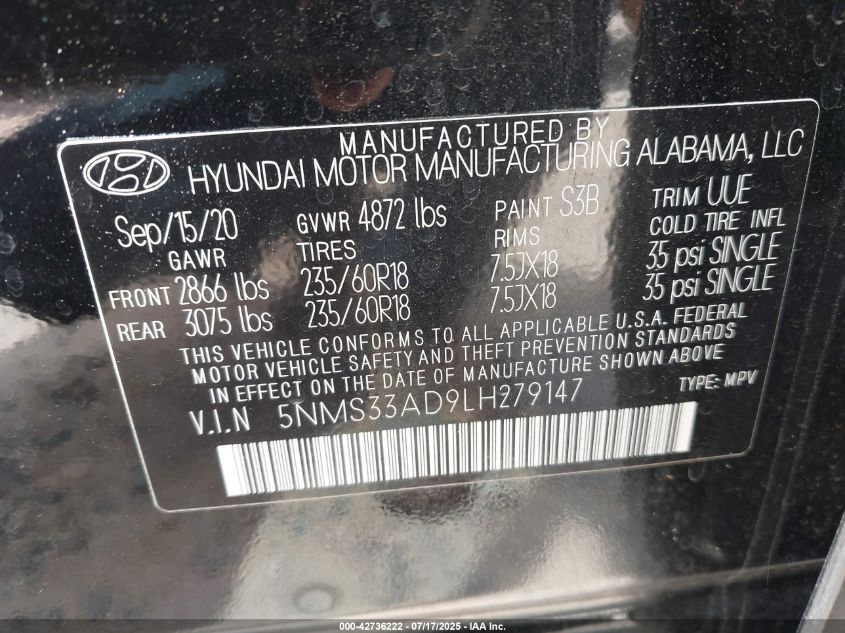 MANUFACTURED BY
HYUNDAI MOTOR MANUFACTURING ALABAMA, LLC
Sep/15/20 GVWR 4872 lbs PAINT S3B TRIM UUE
GAWR TIRES RIMS COLD TIRE INFL
FRONT 2866 lbs 235/60R18 7.5JX18 35 psi SINGLE
REAR 3075 lbs 235/60R18 7.5JX18 35 psi SINGLE
THIS VEHICLE CONFORMS TO ALL APPLICABLE U.S.A. FEDERAL
MOTOR VEHICLE SAFETY AND THEFT PREVENTION STANDARDS
IN EFFECT ON THE DATE OF MANUFACTURE SHOWN ABOVE
V.I.N 5NMS33AD9LH279147 TYPE: MPV
000-42736222 - 07/17/2025 - IAA Inc.